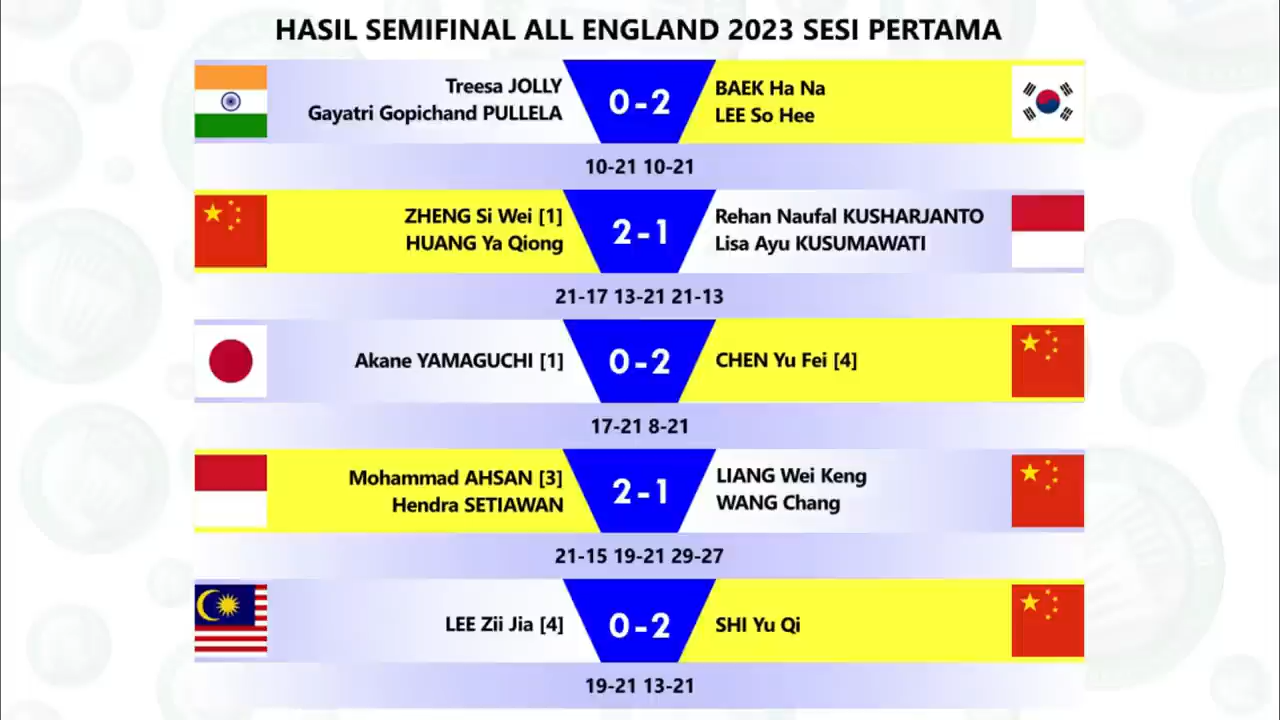 HASIL SEMIFINAL ALL ENGLAND 2023 SESI PERTAMA
Treesa JOLLY
Gayatri Gopichand PULLELA
0-2
BAEK Ha Na
LEE So Hee
10-21 10-21
ZHENG Si Wei [1]
HUANG Ya Qiong
2-1
Rehan Naufal KUSHARJANTO
Lisa Ayu KUSUMAWATI
21-17 13-21 21-13
Akane YAMAGUCHI [1]
0-2
CHEN Yu Fei [4]
17-21 8-21
Mohammad AHSAN [3]
Hendra SETIAWAN
2-1
LIANG Wei Keng
WANG Chang
21-15 19-21 29-27
LEE Zii Jia [4]
0-2
SHI Yu Qi
19-21 13-21